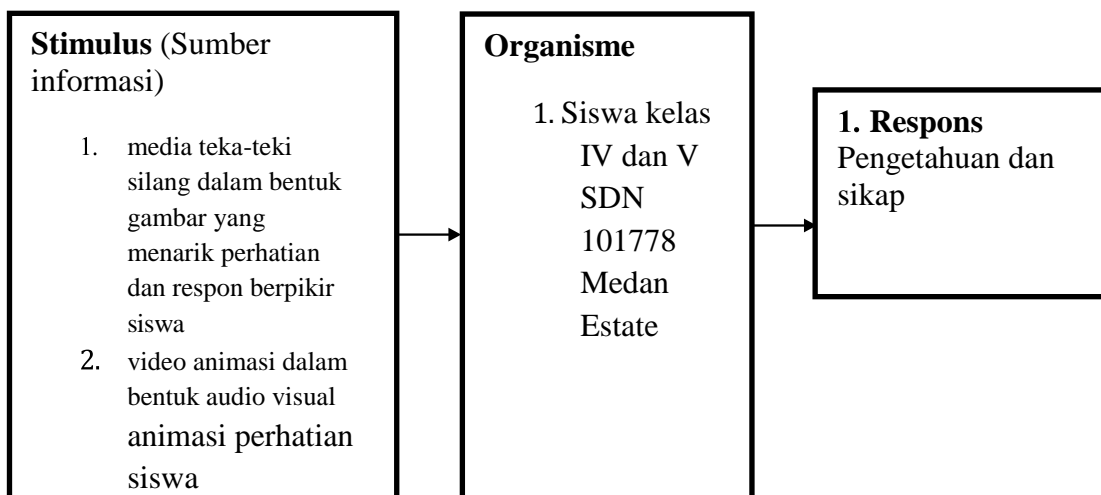 Stimulus (Sumber
informasi)
1. media teka-teki
silang dalam bentuk
gambar yang
menarik perhatian
dan respon berpikir
siswa
2. video animasi dalam
bentuk audio visual
animasi perhatian
siswa
Organisme
1. Siswa kelas
IV dan V
SDN
101778
Medan
Estate
1. Respons
Pengetahuan dan
sikap